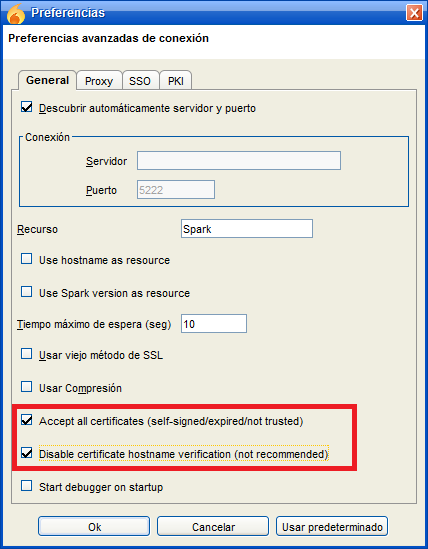 Preferencias
Preferencias avanzadas de conexión
General Proxy SSO PKI
Descubrir automáticamente servidor y puerto
Conexión
Servidor
Puerto 5222
Recurso Spark
Use hostname as resource
Use Spark version as resource
Tiempo máximo de espera (seg) 10
Usar viejo método de SSL
Usar Compresión
Accept all certificates (self-signed/expired/not trusted)
Disable certificate hostname verification (not recommended)
Start debugger on startup
Ok Cancelar Usar predeterminado